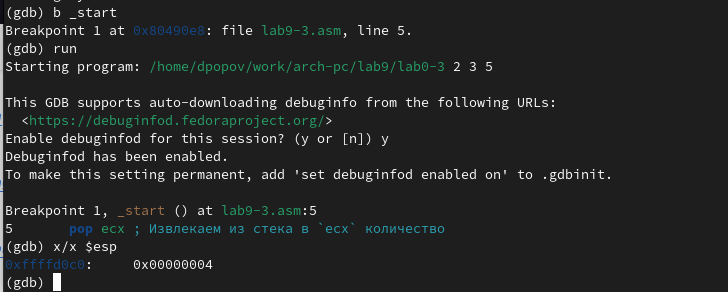 (gdb) b _start
Breakpoint 1 at 0x80490e8: file lab9-3.asm, line 5.
(gdb) run
Starting program: /home/dpopov/work/arch-pc/lab9/lab0-3 2 3 5
This GDB supports auto-downloading debuginfo from the following URLs:
<https://debuginfod.fedoraproject.org/>
Enable debuginfod for this session? (y or [n]) y
Debuginfod has been enabled.
To make this setting permanent, add 'set debuginfod enabled on' to .gdbinit.
Breakpoint 1, _start () at lab9-3.asm:5
5 pop ecx ; Извлекаем из стека в `ecx` количество
(gdb) x/x $esp
0xffffd0c0: 0x00000004
(gdb)